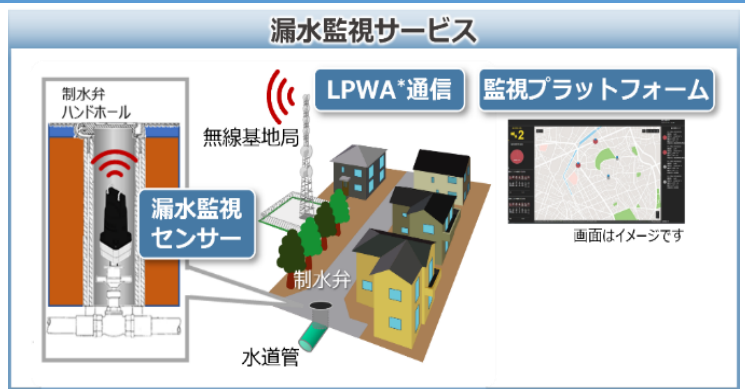 漏水監視サービス
制水弁
ハンドホール
漏水監視
センサー
無線基地局
LPWA*通信
監視プラットフォーム
2
画面はイメージです
制水弁
水道管